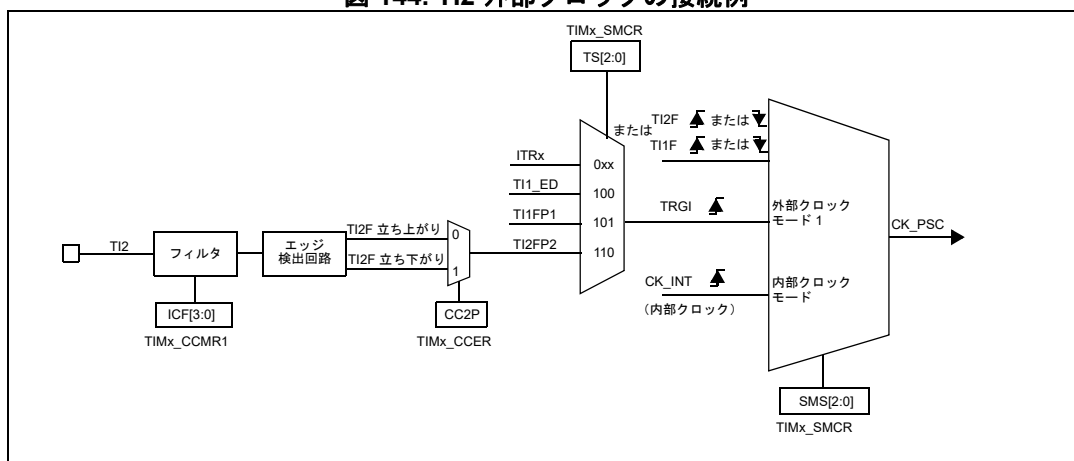 図 144. TI2 外部クロックの接続例
TIMx_SMCR
TS[2:0]
または
TI2F または
TI1F または
ITRx
0xx
TI1_ED
100
TI1FP1
101
TI2FP2
110
TRGI
外部クロック
モード 1
CK_PSC
TI2
フィルタ
エッジ
検出回路
TI2F 立ち上がり
TI2F 立ち下がり
0
1
CK_INT
(内部クロック)
内部クロック
モード
ICF[3:0]
TIMx_CCMR1
CC2P
TIMx_CCER
SMS[2:0]
TIMx_SMCR